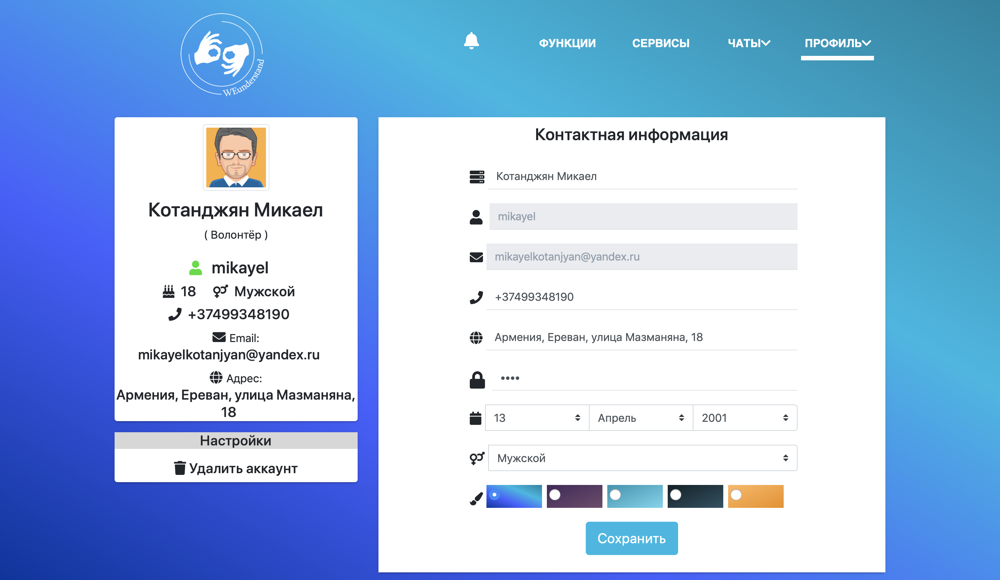 WEunderstand
ФУНКЦИИ
СЕРВИСЫ
ЧАТЫ
ПРОФИЛЬ
Котанджян Микаел
( Волонтёр )
mikayel
18 Мужской
+37499348190
Email:
mikayelkotanjyan@yandex.ru
Адрес:
Армения, Ереван, улица Мазманяна,
18
Настройки
Удалить аккаунт
Контактная информация
Котанджян Микаел
mikayel
mikayelkotanjyan@yandex.ru
+37499348190
Армения, Ереван, улица Мазманяна, 18
••••
13 Апрель 2001
Мужской
Сохранить